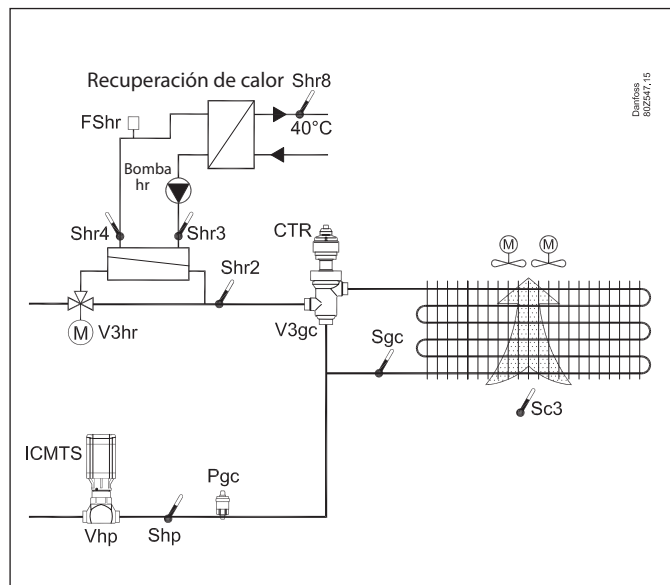 Recuperación de calor
Shr8
FShr
40°C
Danfoss
80Z547.15
Bomba
hr
Shr4
Shr3
CTR
M
M
Shr2
M
V3hr
V3gc
Sgc
Sc3
ICMTS
Pgc
Vhp
Shp